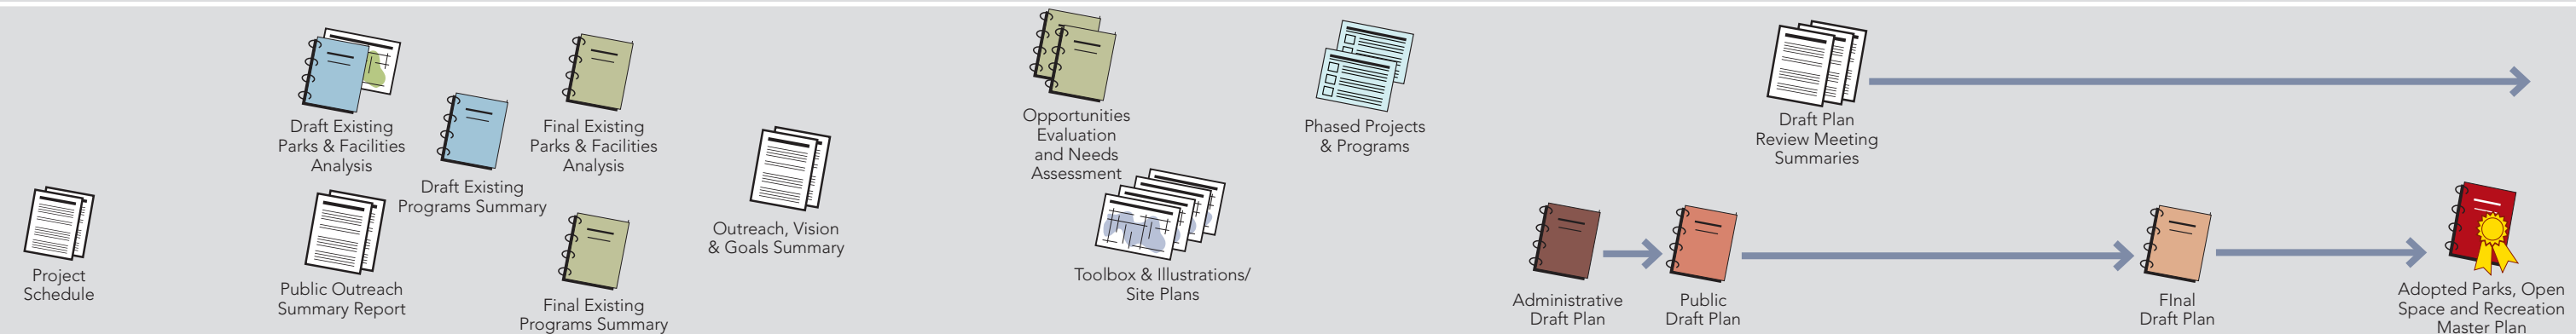 Project
Schedule
Draft Existing
Parks & Facilities
Analysis
Public Outreach
Summary Report
Draft Existing
Programs Summary
Final Existing
Parks & Facilities
Analysis
Final Existing
Programs Summary
Outreach, Vision
& Goals Summary
Opportunities
Evaluation
and Needs
Assessment
Toolbox & Illustrations/
Site Plans
Phased Projects
& Programs
Administrative
Draft Plan
Public
Draft Plan
Draft Plan
Review Meeting
Summaries
FInal
Draft Plan
Adopted Parks, Open
Space and Recreation
Master Plan